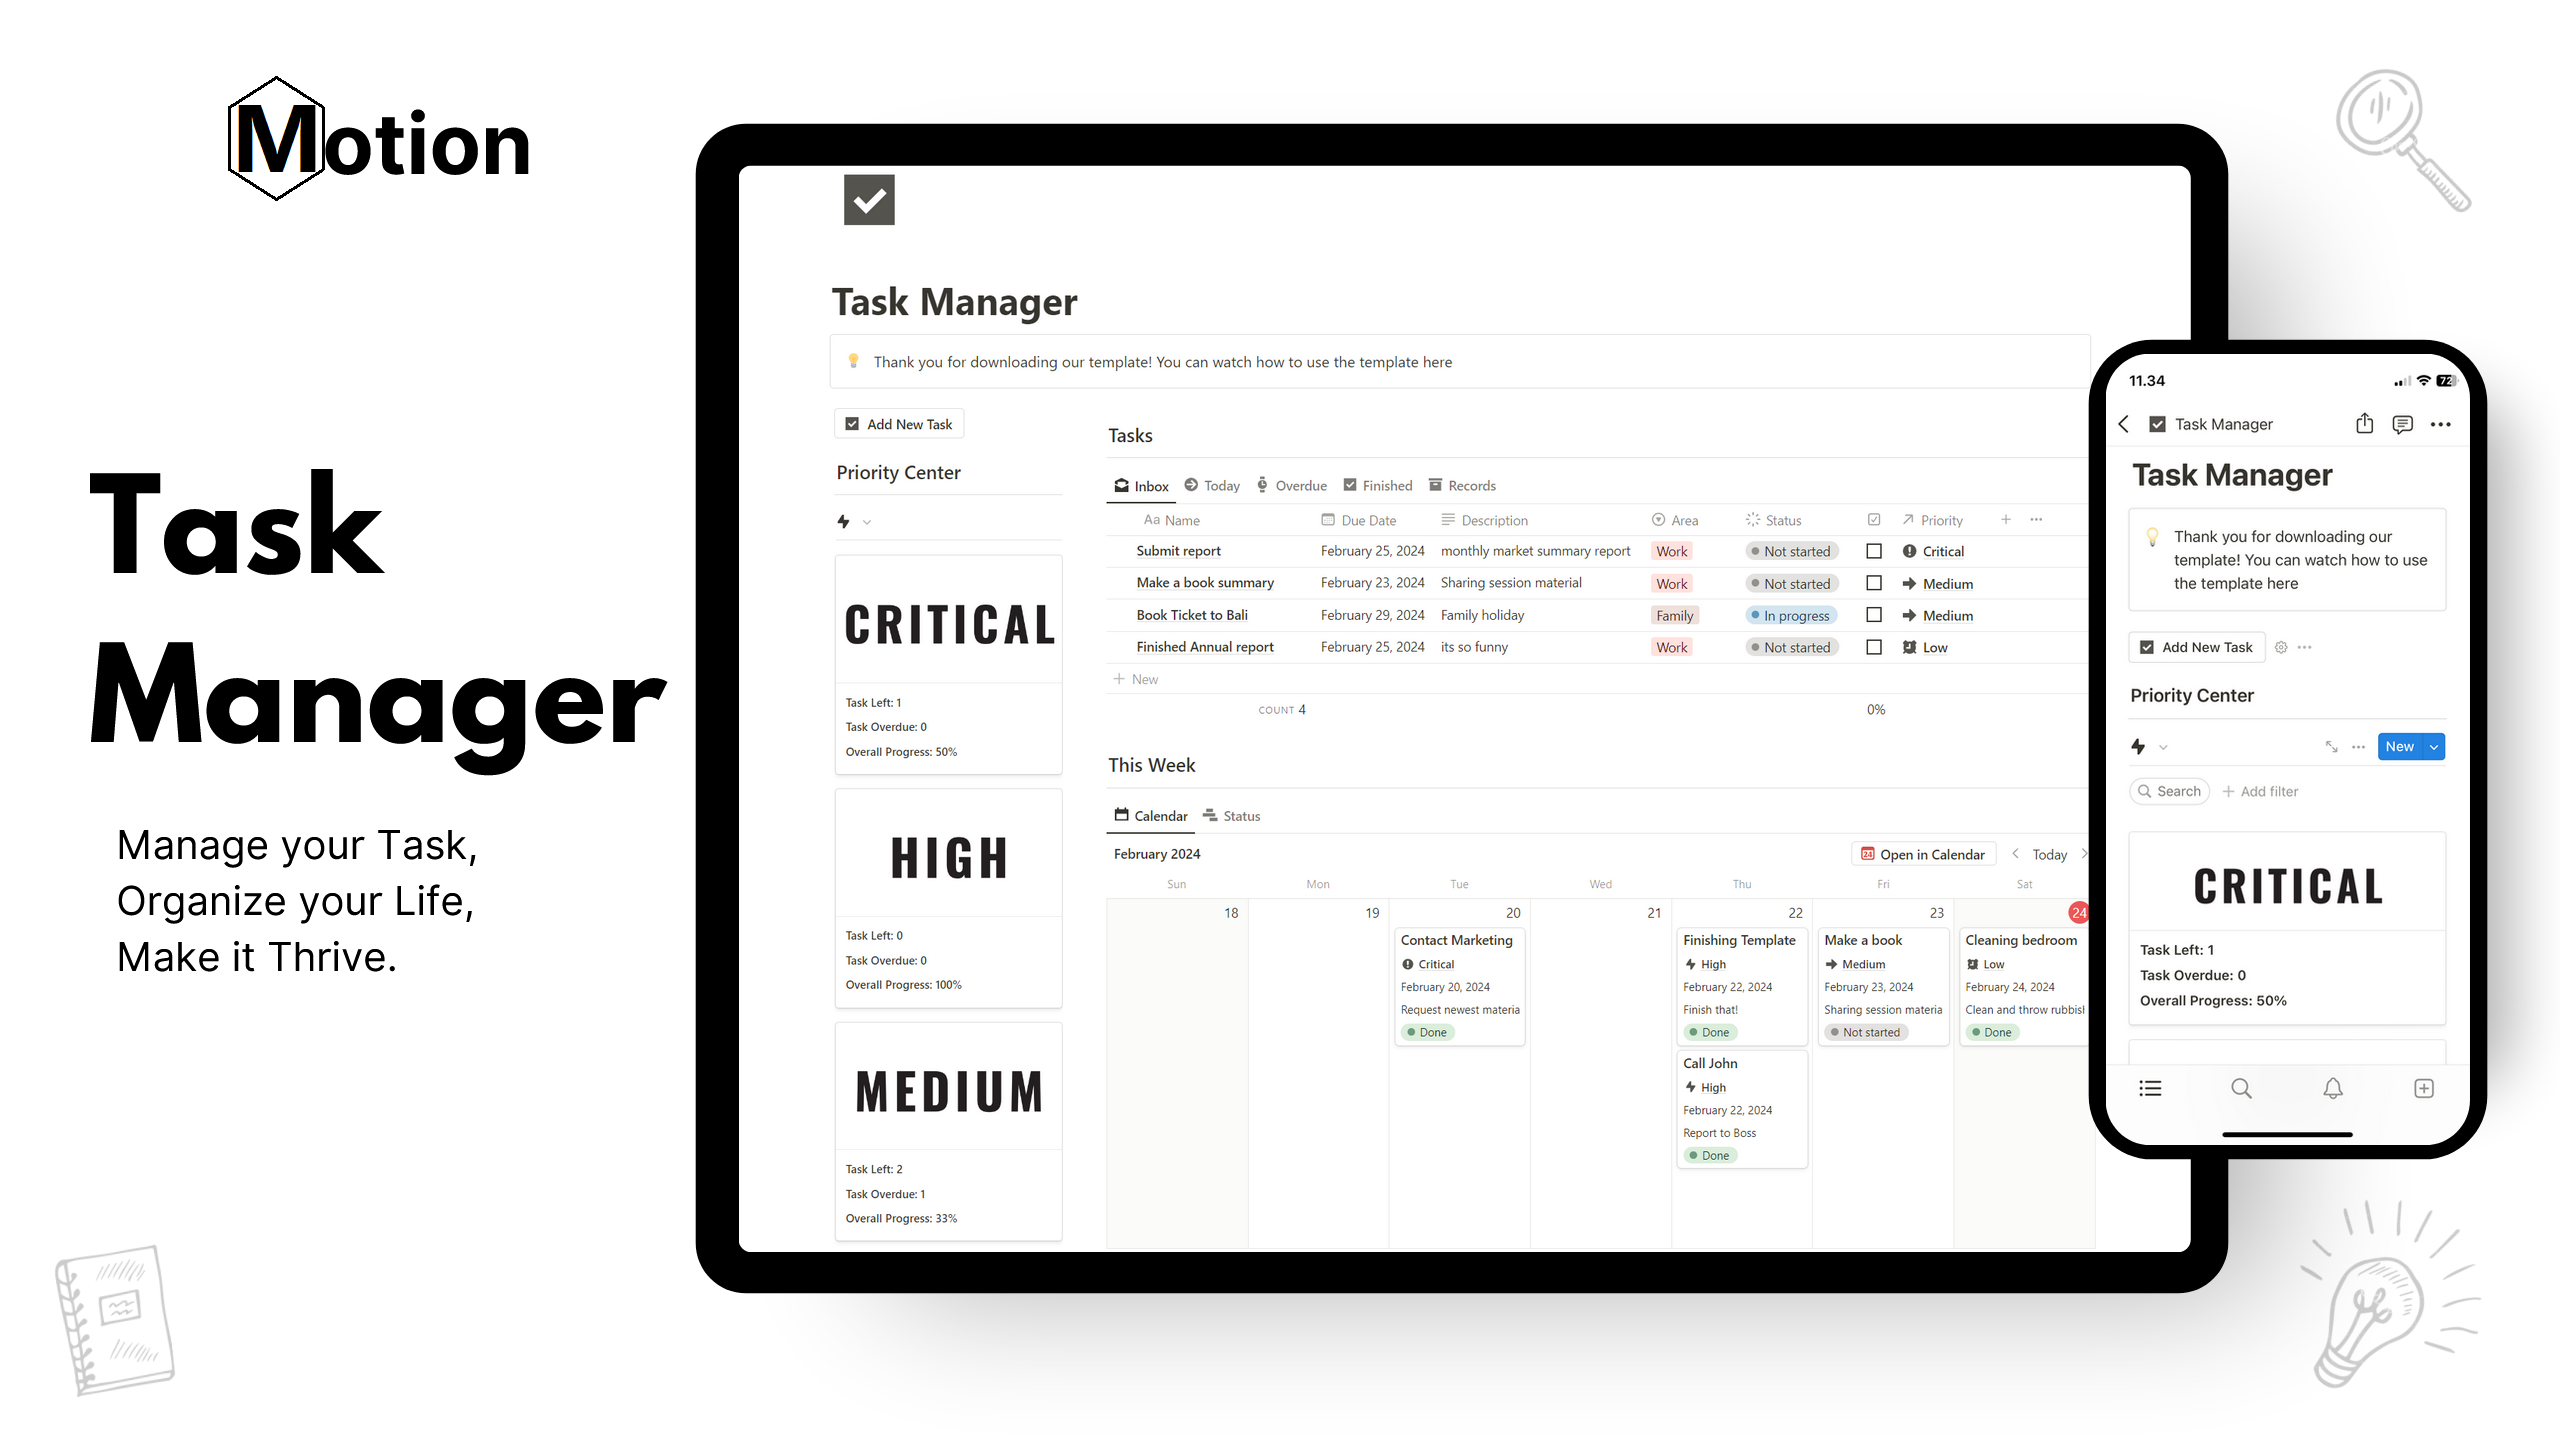 Motion
Task
Manager
Manage your Task,
Organize your Life,
Make it Thrive.
Task Manager
Thank you for downloading our template! You can watch how to use the template here
Add New Task
Priority Center
CRITICAL
Task Left: 1
Task Overdue: 0
Overall Progress: 50%
HIGH
Task Left: 0
Task Overdue: 0
Overall Progress: 100%
MEDIUM
Task Left: 2
Task Overdue: 1
Overall Progress: 33%
Tasks
Inbox Today Overdue Finished Records
Aa Name Due Date Description Area Status Priority
Submit report February 25, 2024 monthly market summary report Work Not started Critical
Make a book summary February 23, 2024 Sharing session material Work Not started Medium
Book Ticket to Bali February 29, 2024 Family holiday Family In progress Medium
Finished Annual report February 25, 2024 its so funny Work Not started Low
+ New
COUNT 4 0%
This Week
Calendar Status
February 2024 24 Open in Calendar Today
Sun Mon Tue Wed Thu Fri Sat
18 19 20 21 22 23 24
Contact Marketing
Critical
February 20, 2024
Request newest materia
Done
Finishing Template
High
February 22, 2024
Finish that!
Done
Call John
High
February 22, 2024
Report to Boss
Done
Make a book
Medium
February 23, 2024
Sharing session materia
Not started
Cleaning bedroom
Low
February 24, 2024
Clean and throw rubbish
Done
11.34 72
Task Manager
Task Manager
Thank you for downloading our
template! You can watch how to use
the template here
Add New Task
Priority Center
New
Search + Add filter
CRITICAL
Task Left: 1
Task Overdue: 0
Overall Progress: 50%